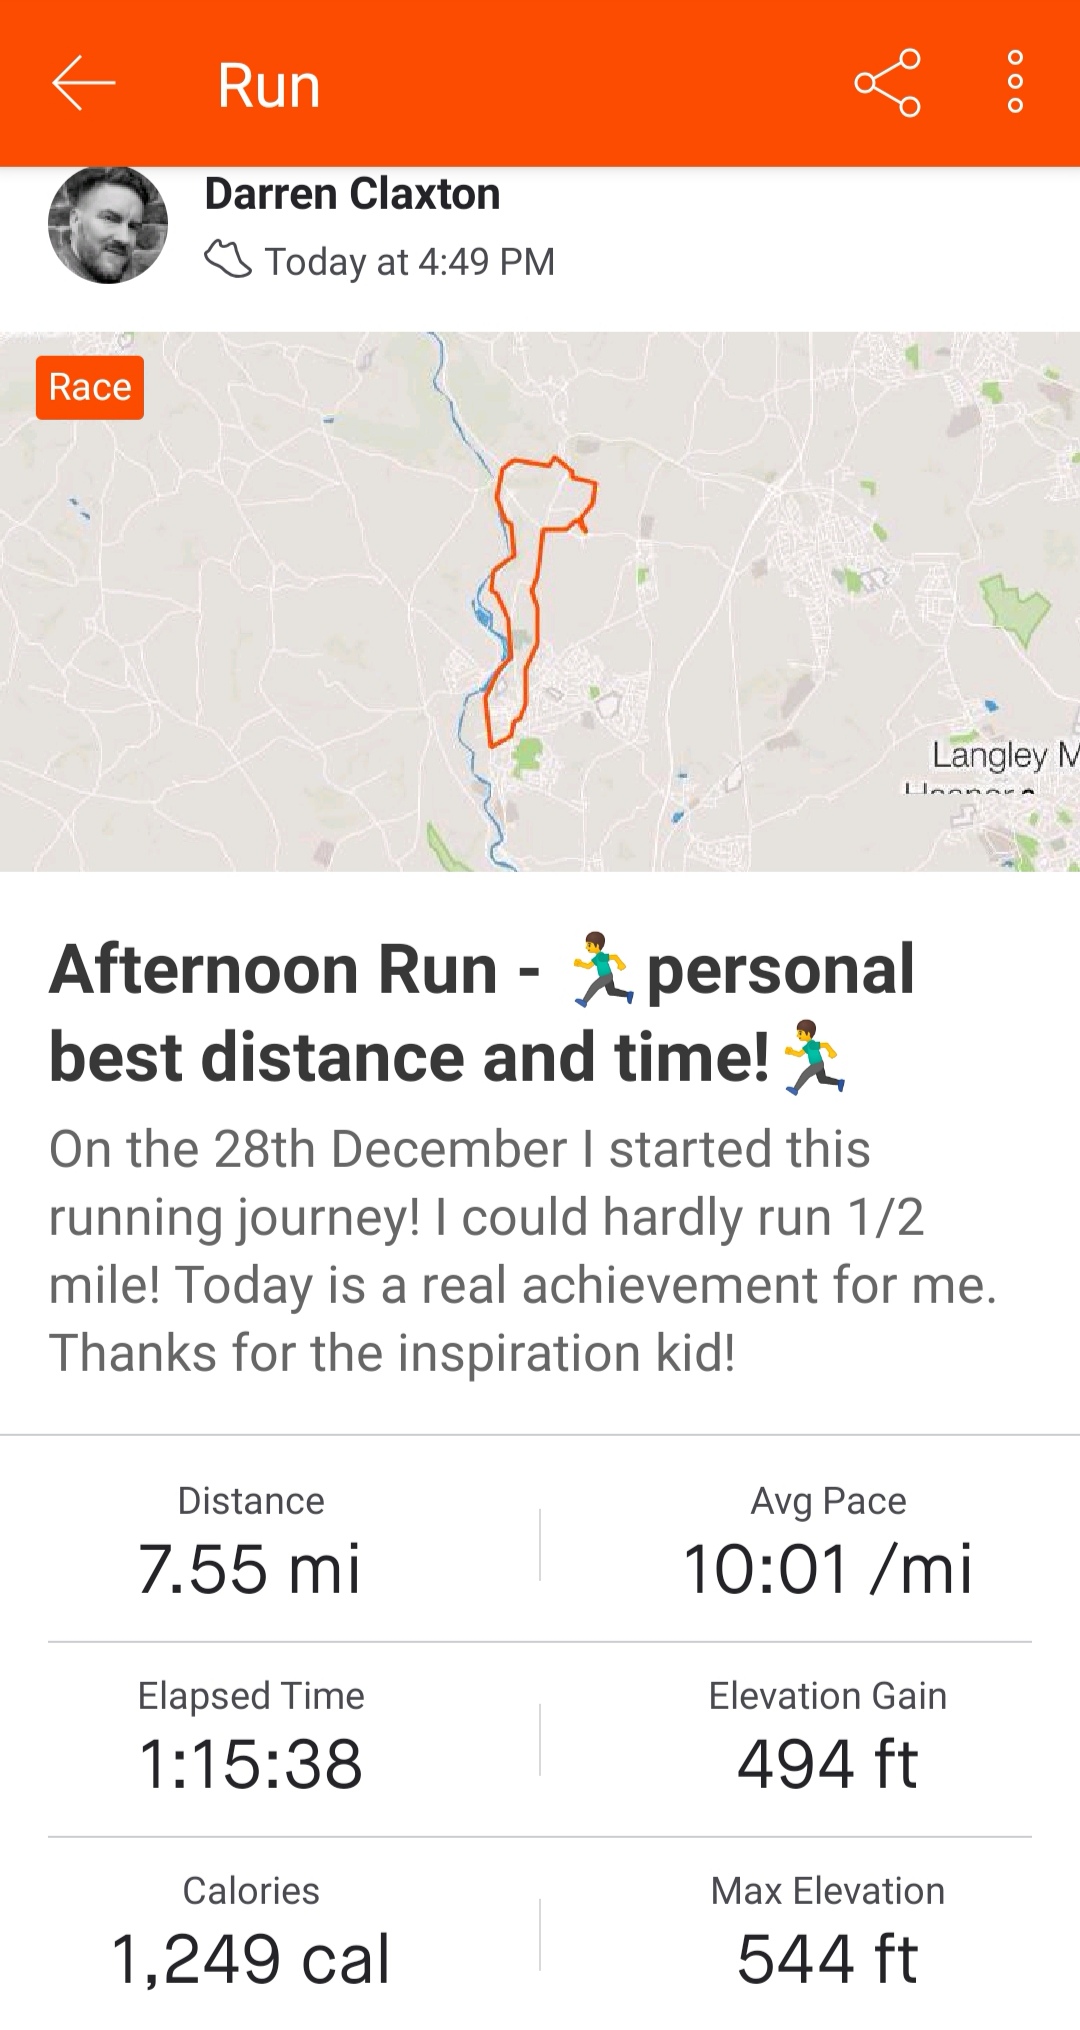 Run
Darren Claxton
Today at 4:49 PM
Race
Langley M
Afternoon Run - 🏃‍♂️personal
best distance and time!🏃‍♂️
On the 28th December I started this
running journey! I could hardly run 1/2
mile! Today is a real achievement for me.
Thanks for the inspiration kid!
Distance
Avg Pace
7.55 mi
10:01 /mi
Elapsed Time
Elevation Gain
1:15:38
494 ft
Calories
Max Elevation
1,249 cal
544 ft